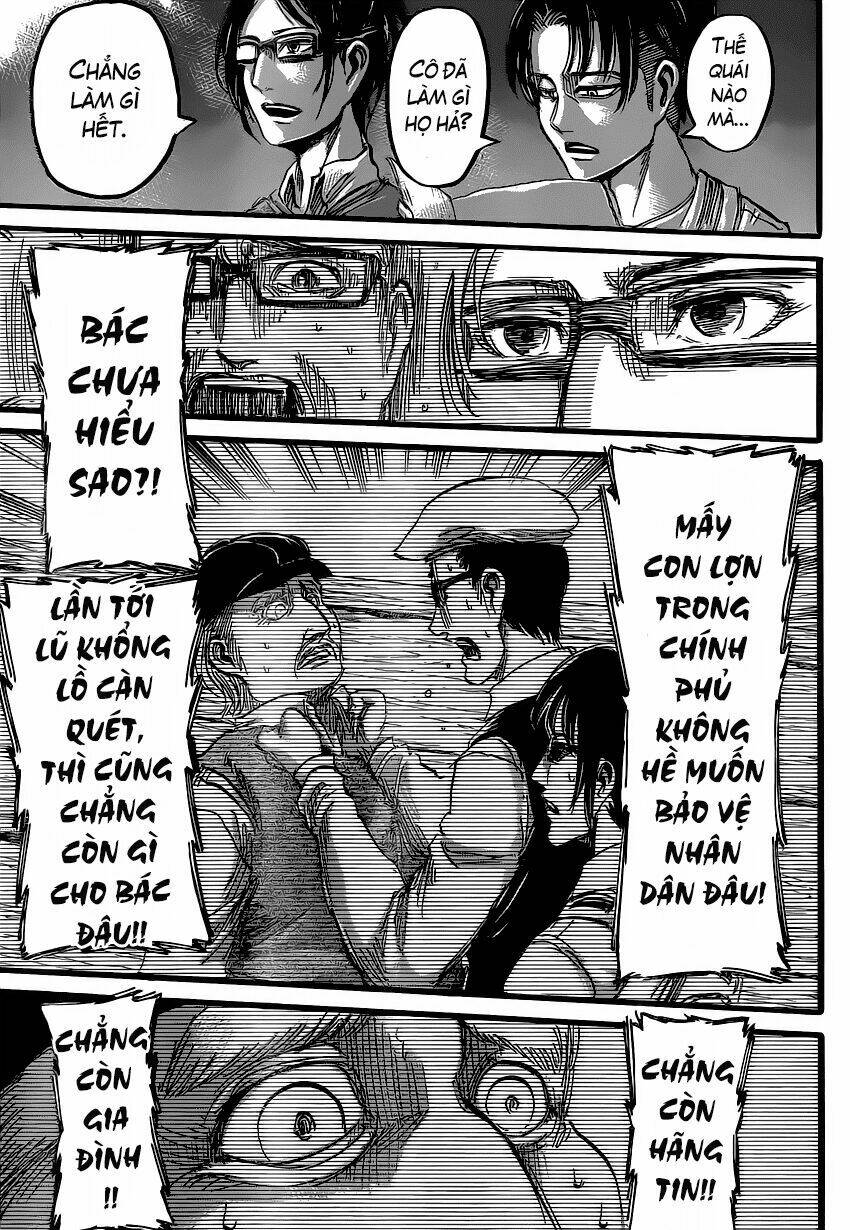 THẾ
QUÁI
NÀO
MÀ...
CÔ ĐÃ
LÀM GÌ
HỌ HẢ?
CHẲNG
LÀM GÌ
HẾT.
MẤY
CON LỢN
TRONG
CHÍNH
PHỦ
KHÔNG
HỀ MUỐN
BẢO VỆ
NHÂN
DÂN ĐÂU!
BÁC
CHƯA
HIỂU
SAO?!
LẦN TỚI
LŨ KHỔNG
LỒ CÀN
QUÉT,
THÌ CŨNG
CHẲNG
CÒN GÌ
CHO BÁC
ĐÂU!!
CHẲNG
CÒN
HÃNG
TIN!!
CHẲNG
CÒN
GIA
ĐÌNH
!!